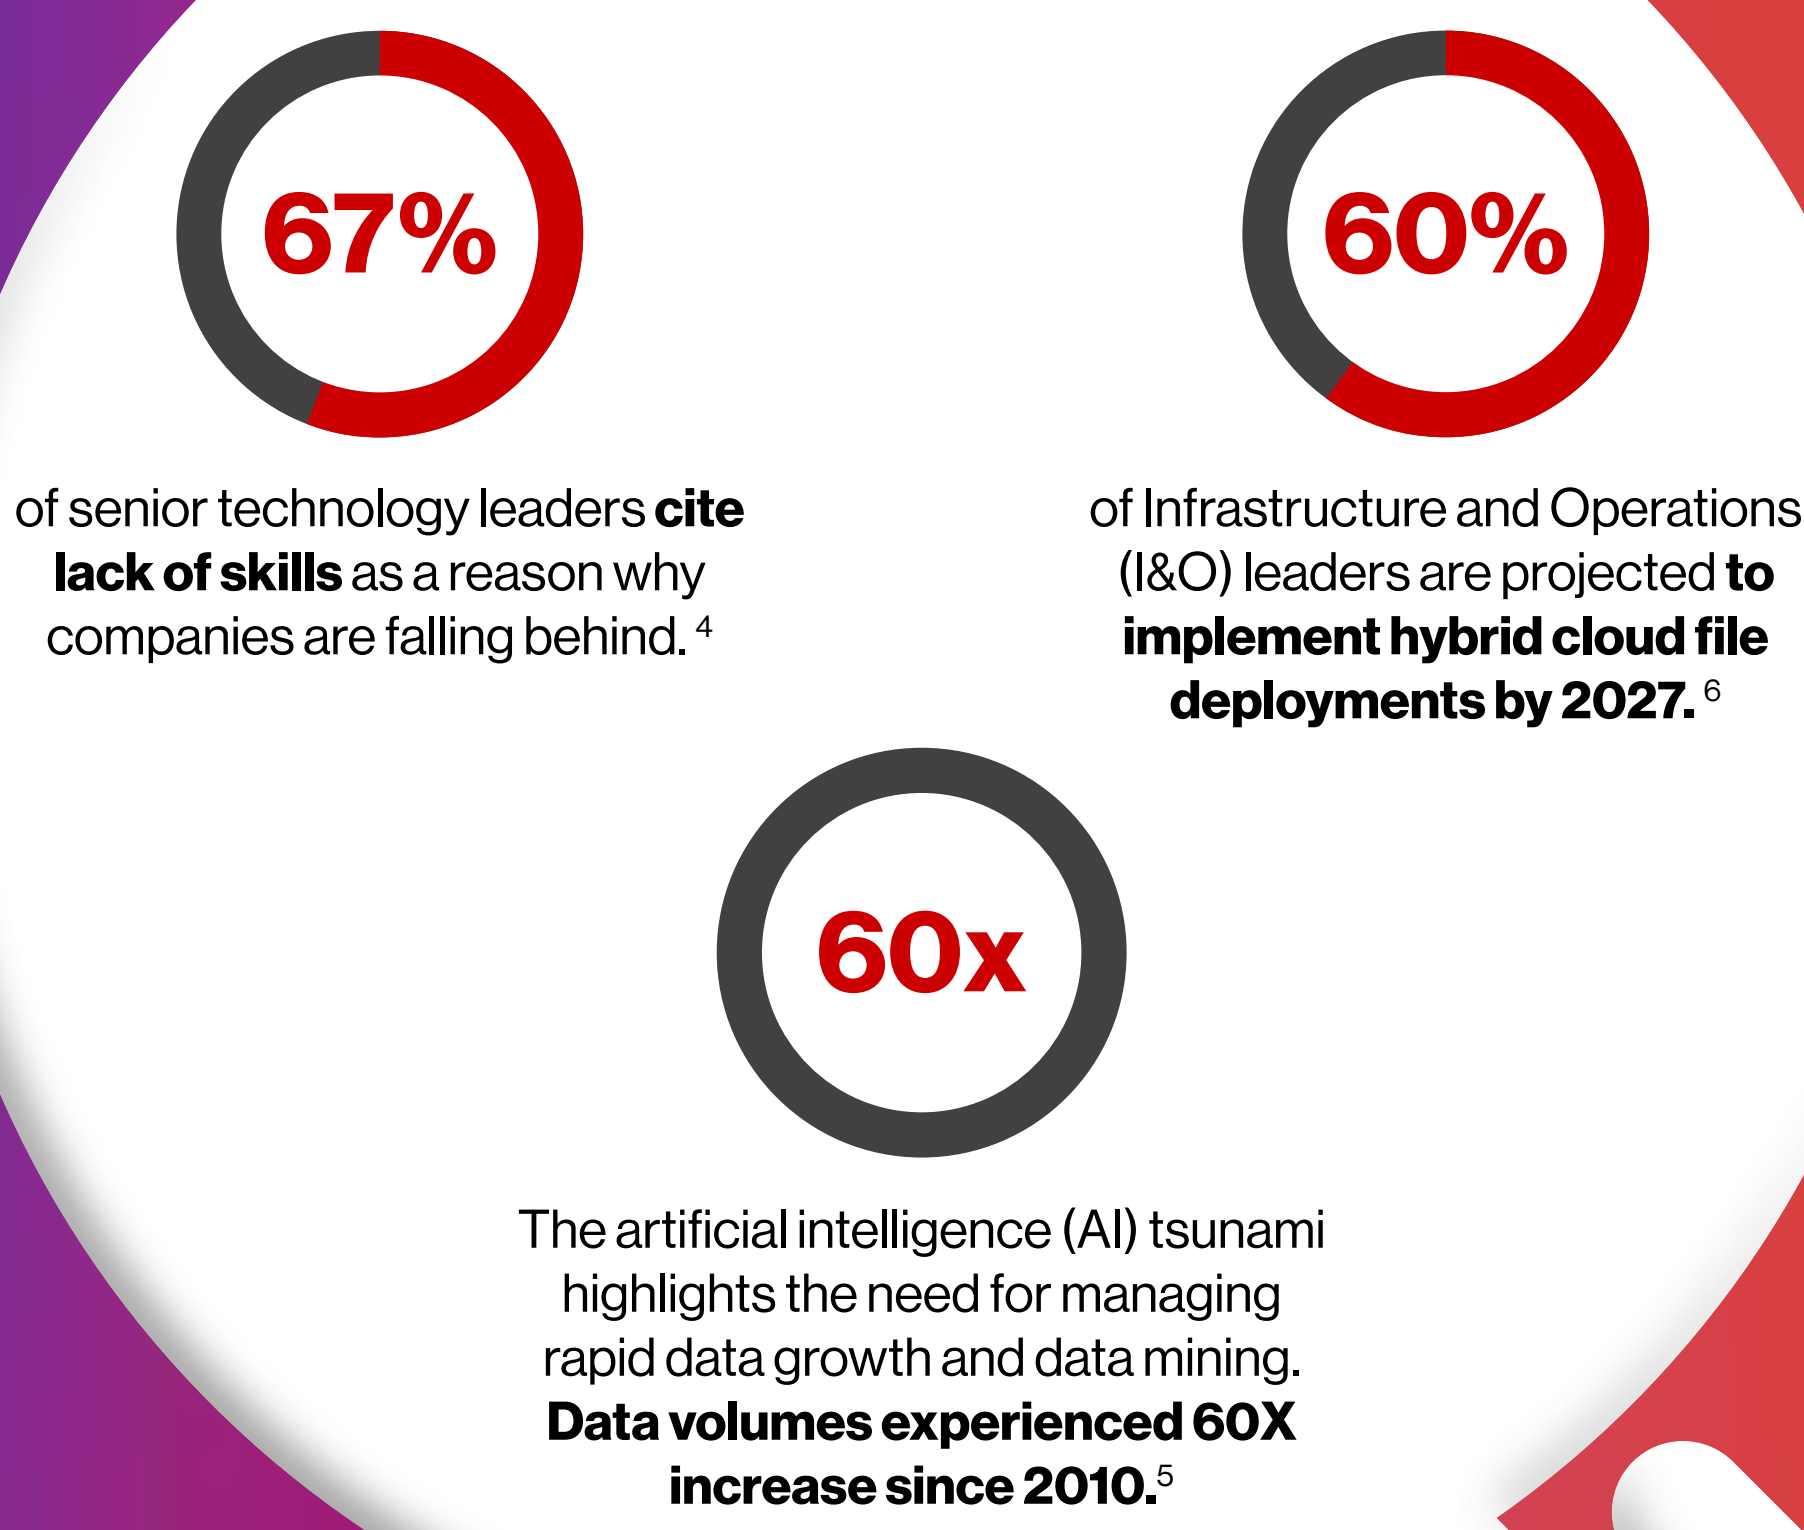 67%
of senior technology leaders cite
lack of skills as a reason why
companies are falling behind. 4
60%
of Infrastructure and Operations
(I&O) leaders are projected to
implement hybrid cloud file
deployments by 2027. 6
60x
The artificial intelligence (AI) tsunami
highlights the need for managing
rapid data growth and data mining.
Data volumes experienced 60X
increase since 2010.5